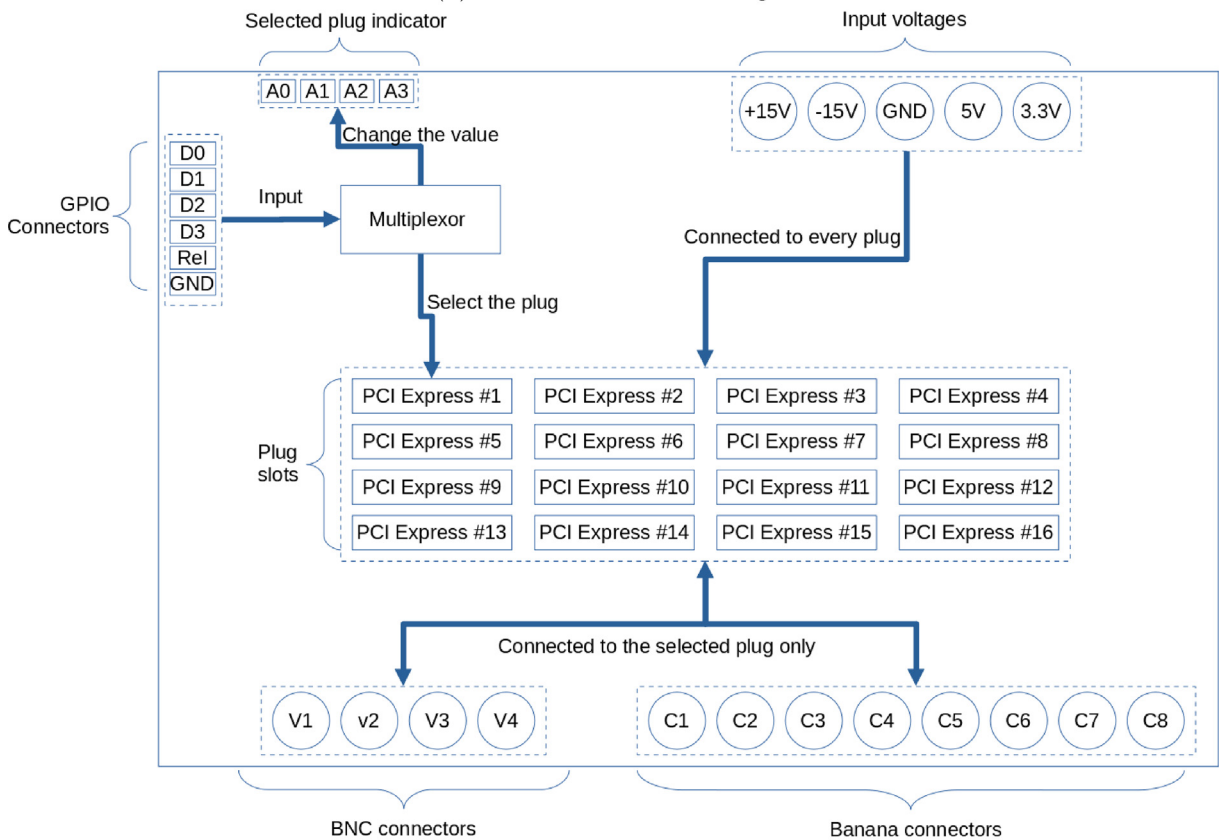 Selected plug indicator
Input voltages
A0 A1 A2 A3
+15V -15V GND 5V 3.3V
Change the value
D0
D1
D2
D3
Rel
GND
GPIO
Connectors
Input
Multiplexor
Connected to every plug
Select the plug
PCI Express #1 PCI Express #2 PCI Express #3 PCI Express #4
PCI Express #5 PCI Express #6 PCI Express #7 PCI Express #8
Plug
slots
PCI Express #9 PCI Express #10 PCI Express #11 PCI Express #12
PCI Express #13 PCI Express #14 PCI Express #15 PCI Express #16
Connected to the selected plug only
V1 v2 V3 V4
C1 C2 C3 C4 C5 C6 C7 C8
BNC connectors
Banana connectors